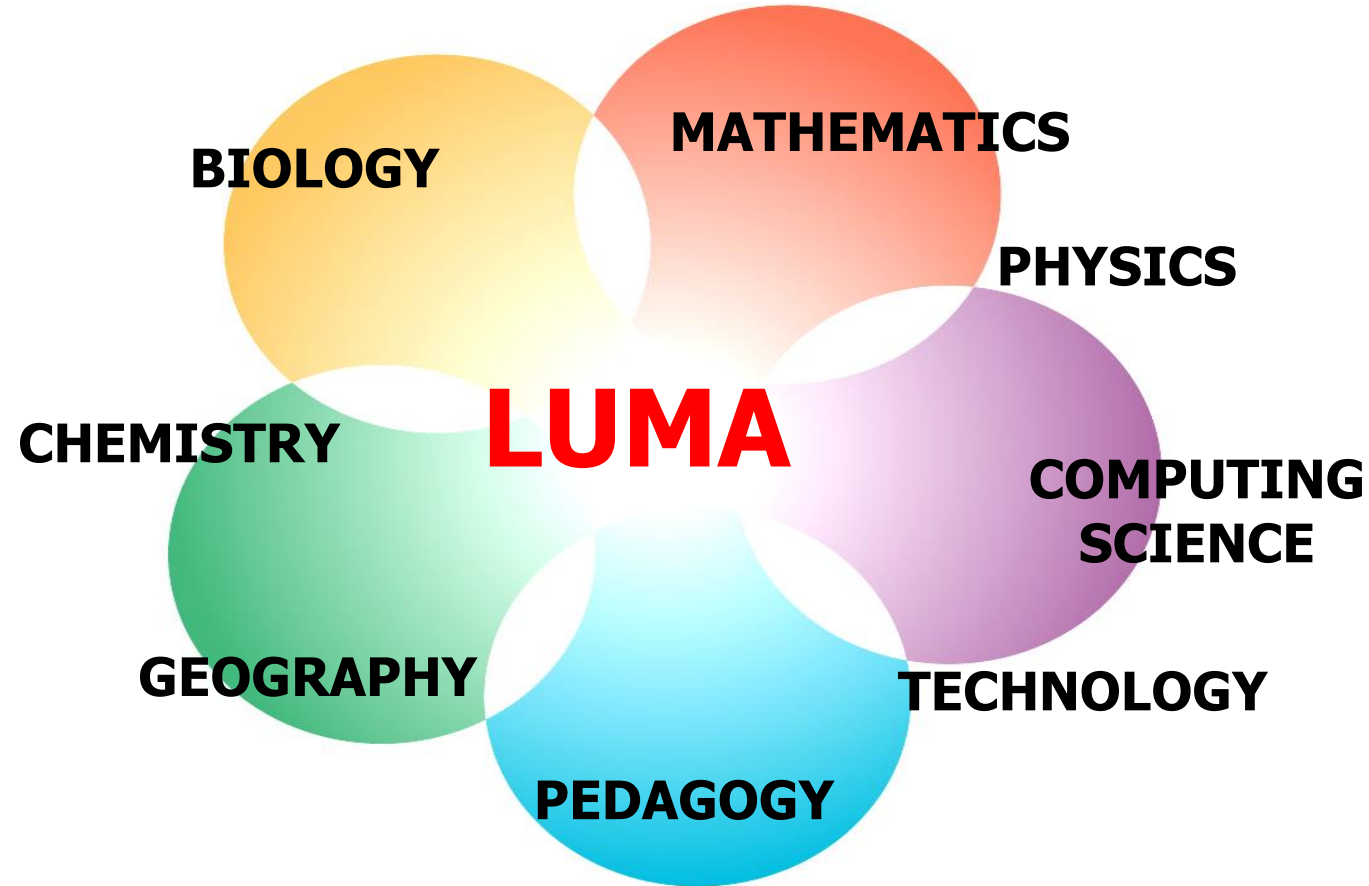 MATHEMATICS
BIOLOGY
PHYSICS
LUMA
CHEMISTRY
COMPUTING
SCIENCE
GEOGRAPHY
TECHNOLOGY
PEDAGOGY